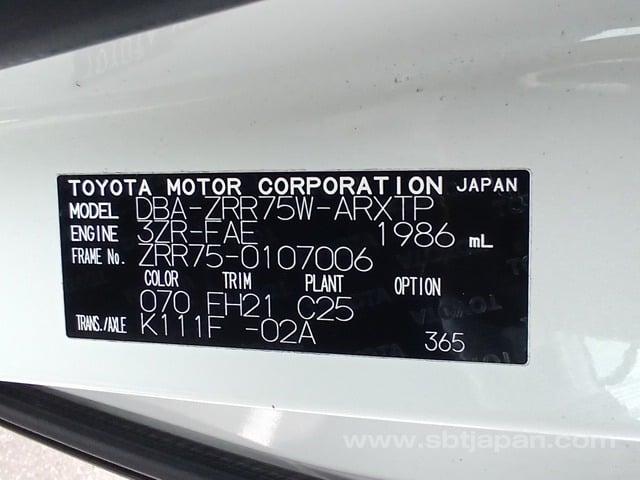 TOYOTA MOTOR CORPORATION JAPAN
MODEL DBA-ZRR75W-ARXTP
ENGINE 3ZR-FAE 1986 mL
FRAME No. ZRR75-0107006
COLOR TRIM PLANT OPTION
070 FH21 C25
TRANS./AXLE K111F -02A 365
www.sbtjapan.com